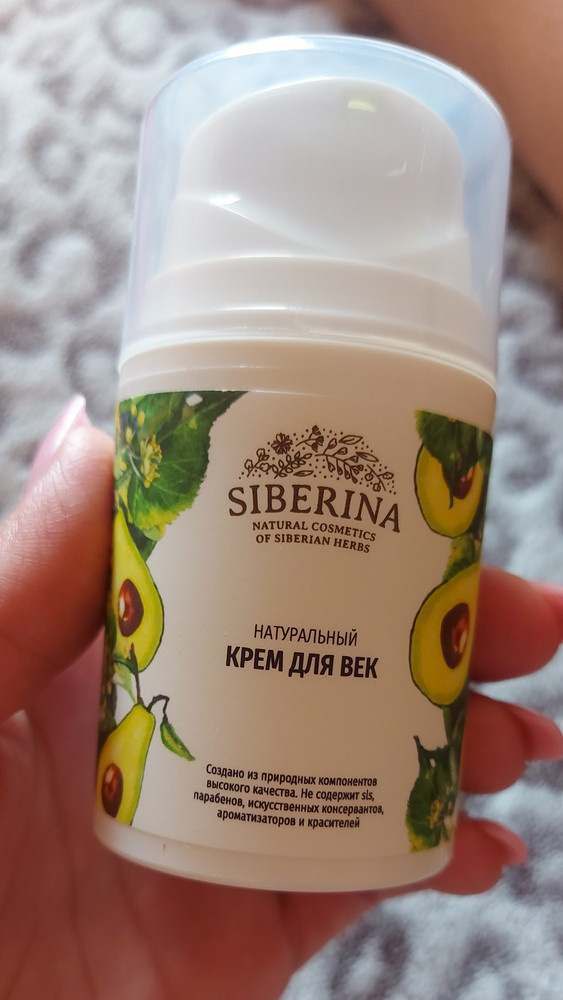 SIBERINA
NATURAL COSMETICS
OF SIBERIAN HERBS
НАТУРАЛЬНЫЙ
КРЕМ ДЛЯ ВЕК
Создано из природных компонентов
высокого качества. Не содержит sls,
парабенов, искусственных консервантов,
ароматизаторов и красителей